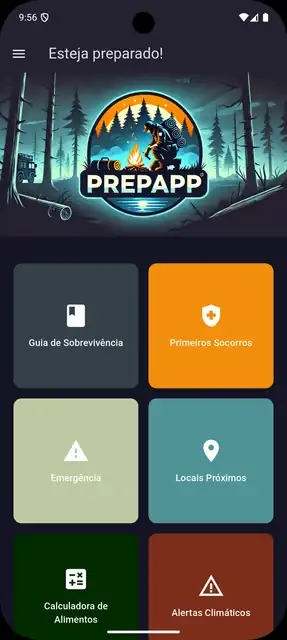 9:56
Esteja preparado!
PREPAPP
Guia de Sobrevivência
Primeiros Socorros
Emergência
Locais Próximos
Calculadora de
Alimentos
Alertas Climáticos